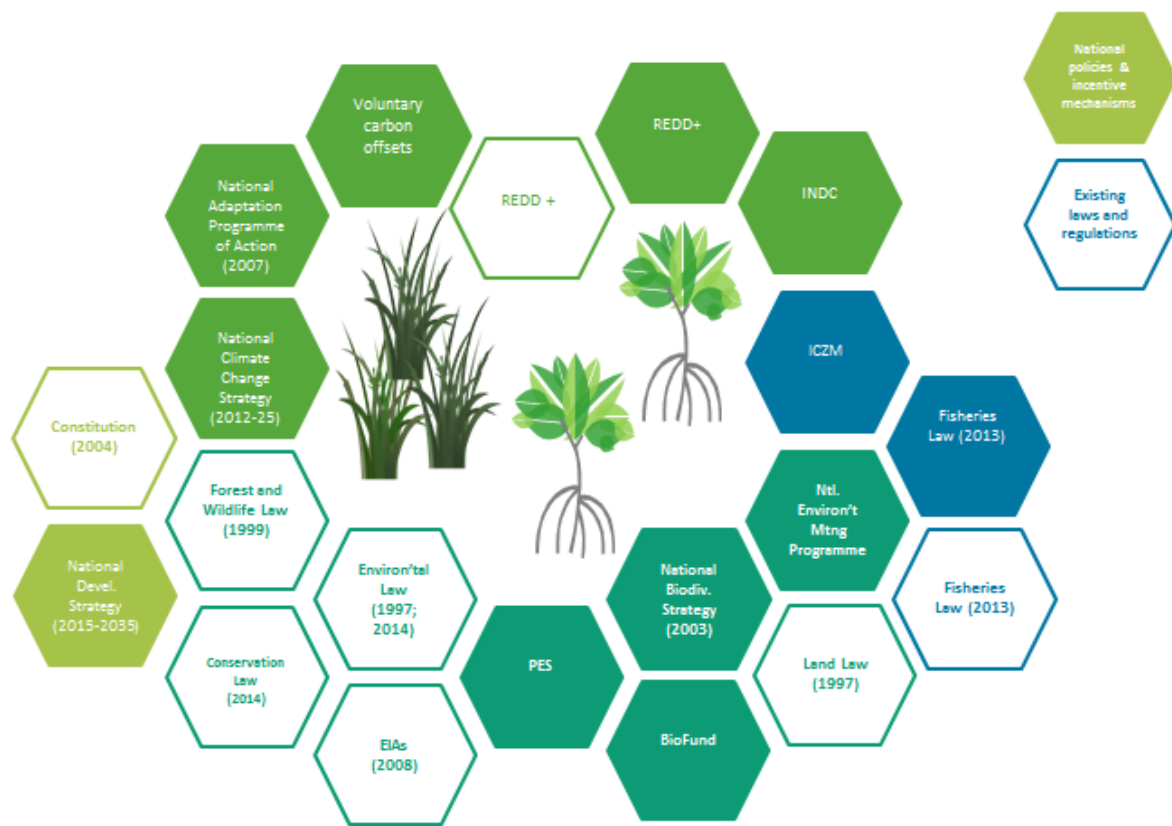 National
policies &
incentive
mechanisms
Existing
laws and
regulations
Voluntary
carbon
offsets
REDD +
REDD+
INDC
National
Adaptation
Programme
of Action
(2007)
National
Climate
Change
Strategy
(2012-25)
ICZM
Constitution
(2004)
Fisheries
Law (2013)
Forest and
Wildlife Law
(1999)
Ntl.
Environ't
Mtng
Programme
National
Devel.
Strategy
(2015-2035)
Environ'tal
Law
(1997;
2014)
National
Biodiv.
Strategy
(2003)
Fisheries
Law (2013)
Conservation
Law
(2014)
PES
Land Law
(1997)
EIAs
(2008)
BioFund